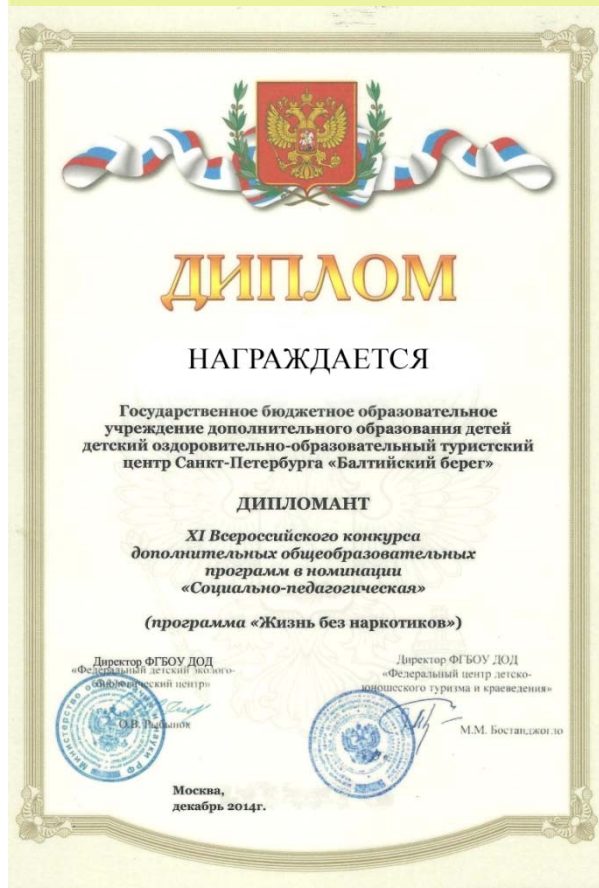 ДИПЛОМ
НАГРАЖДАЕТСЯ
Государственное бюджетное образовательное
учреждение дополнительного образования детей
детский оздоровительно-образовательный туристский
центр Санкт-Петербурга «Балтийский берег»
ДИПЛОМАНТ
XI Всероссийского конкурса
дополнительных общеобразовательных
программ в номинации
«Социально-педагогическая»
(программа «Жизнь без наркотиков»)
Директор ФГБОУ ДОД
«Федеральный детский эколого-
биологический центр»
О.В. Рыбынок
Директор ФГБОУ ДОД
«Федеральный центр детско-
юношеского туризма и краеведения»
М.М. Бостанджогло
Москва,
декабрь 2014г.